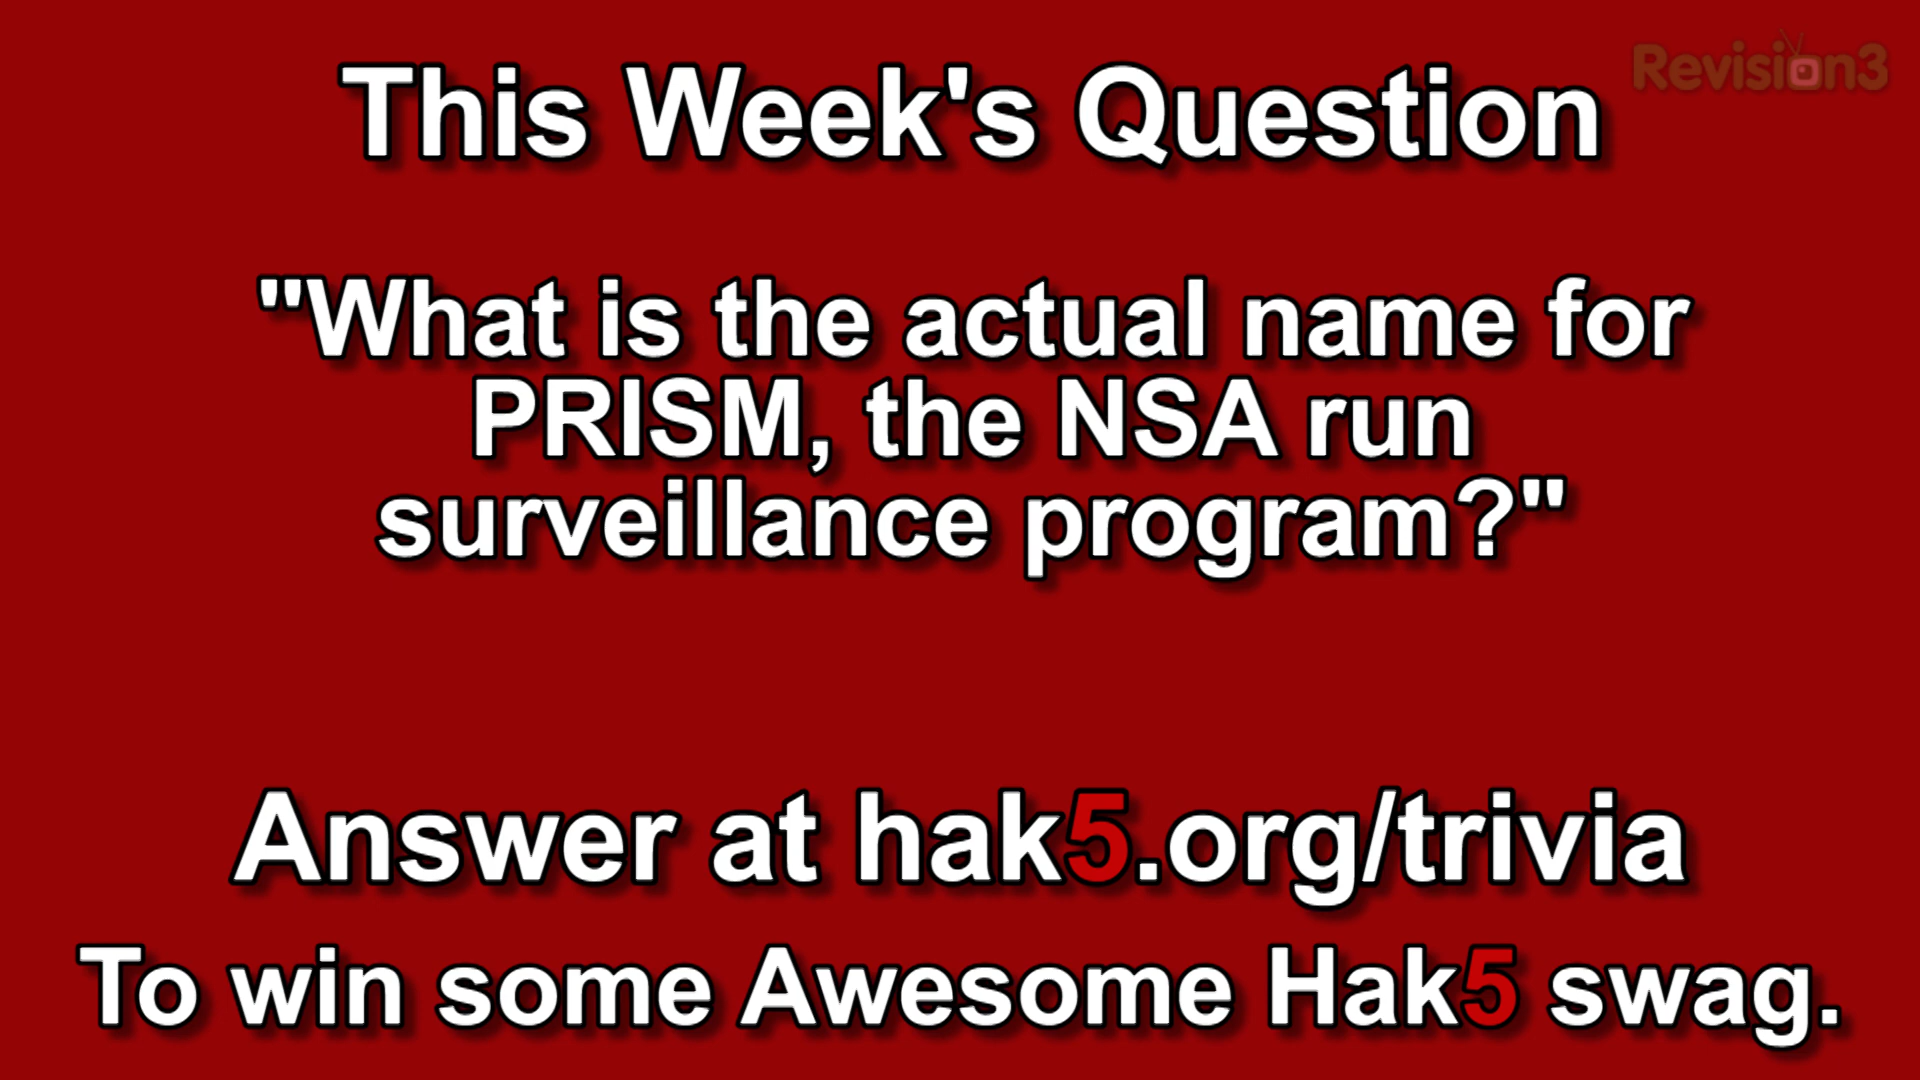 Revision3
This Week's Question
"What is the actual name for
PRISM, the NSA run
surveillance program?"
Answer at hak5.org/trivia
To win some Awesome Hak5 swag.